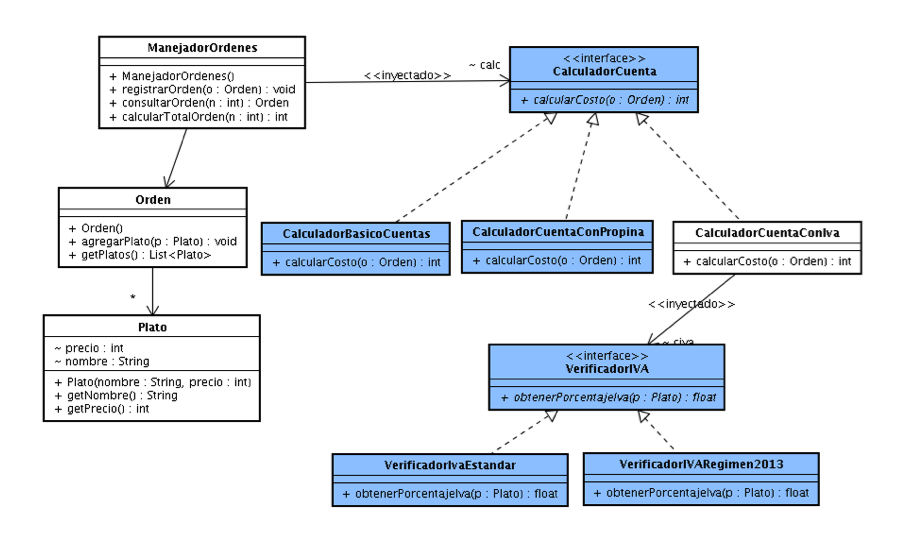 ManejadorOrdenes
+ ManejadorOrdenes()
+ registrarOrden(o : Orden) : void
+ consultarOrden(n : int) : Orden
+ calcularTotalOrden(n : int) : int
<<inyectado>>
~ calc
<<interface>>
CalculadorCuenta
+ calcularCosto(o : Orden) : int
Orden
+ Orden()
+ agregarPlato(p : Plato) : void
+ getPlatos() : List<Plato>
CalculadorBasicoCuentas
+ calcularCosto(o : Orden) : int
CalculadorCuentaConPropina
+ calcularCosto(o : Orden) : int
CalculadorCuentaConIva
+ calcularCosto(o : Orden) : int
*
<<inyectado>>
~ civa
Plato
~ precio : int
~ nombre : String
+ Plato(nombre : String, precio : int)
+ getNombre() : String
+ getPrecio() : int
<<interface>>
VerificadorIVA
+ obtenerPorcentajeIva(p : Plato) : float
VerificadorIvaEstandar
+ obtenerPorcentajeIva(p : Plato) : float
VerificadorIVARegimen2013
+ obtenerPorcentajeIva(p : Plato) : float